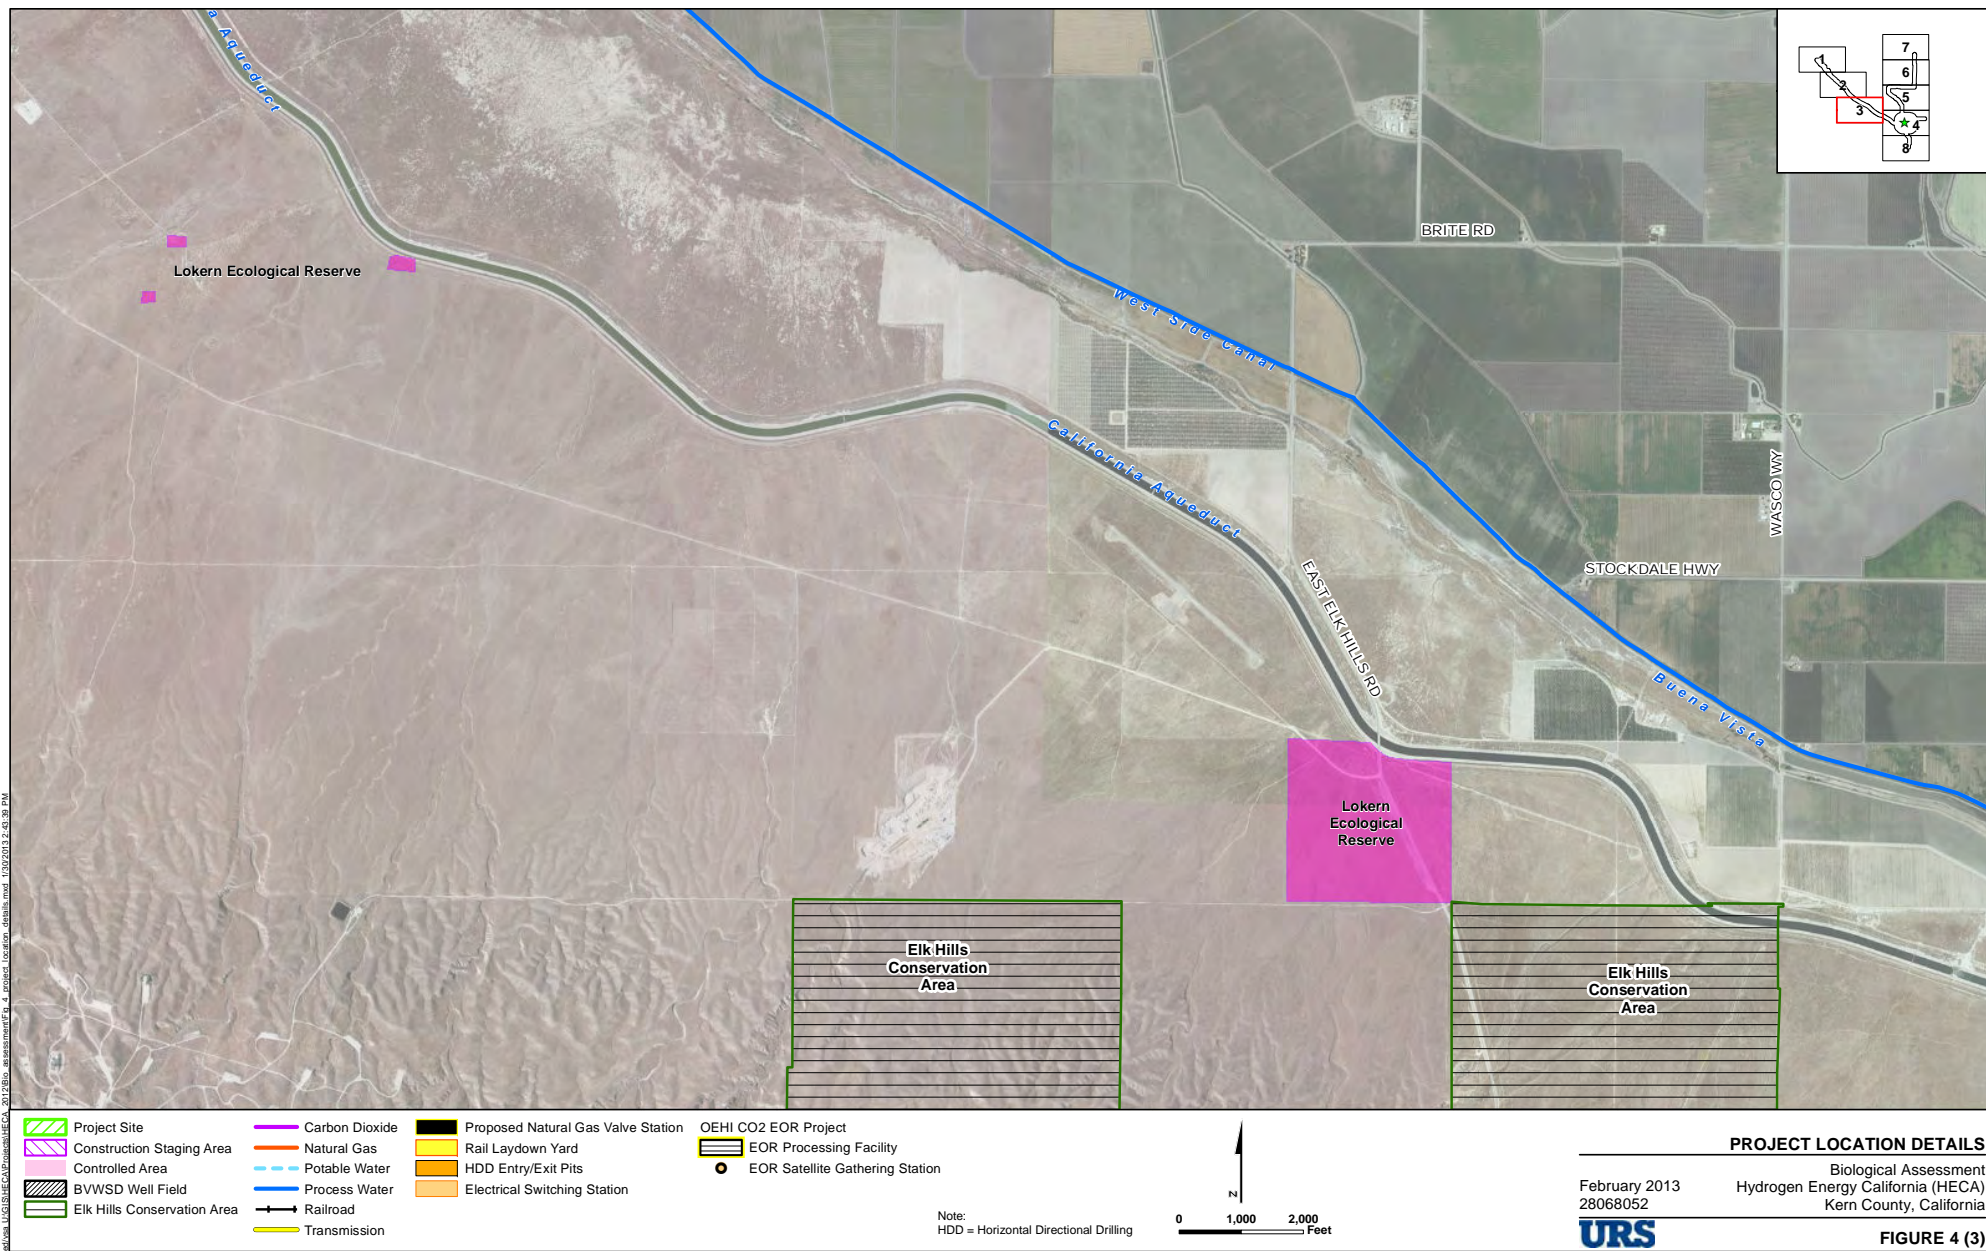 a Aqueduct
7
1
6
2
5
3
4
8
BRITE RD
Lokern Ecological Reserve
West Side Canal
California Aqueduct
WASCO WY
STOCKDALE HWY
EAST ELK HILLS RD
Buena Vista
Lokern
Ecological
Reserve
Elk Hills
Conservation
Area
Elk Hills
Conservation
Area
Project Site
Construction Staging Area
Controlled Area
BVWSD Well Field
Elk Hills Conservation Area
Carbon Dioxide
Natural Gas
Potable Water
Process Water
Railroad
Transmission
Proposed Natural Gas Valve Station
Rail Laydown Yard
HDD Entry/Exit Pits
Electrical Switching Station
OEHI CO2 EOR Project
EOR Processing Facility
EOR Satellite Gathering Station
Note:
HDD = Horizontal Directional Drilling
N
0 1,000 2,000
Feet
PROJECT LOCATION DETAILS
Biological Assessment
February 2013 Hydrogen Energy California (HECA)
28068052 Kern County, California
URS
FIGURE 4 (3)